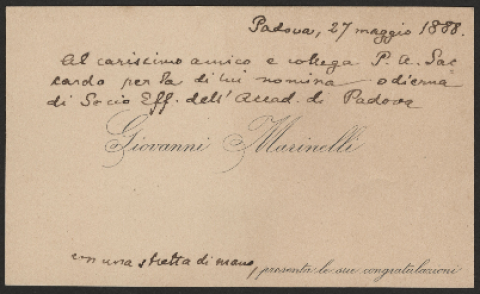 Padova, 27 maggio 1888.
Al carissimo amico e collega P. A. Sac
cardo per la di lui nomina odierna
di Socio Eff. dell'Accad. di Padova
Giovanni Marinelli
con una stretta di mano, presenta le sue congratulazioni